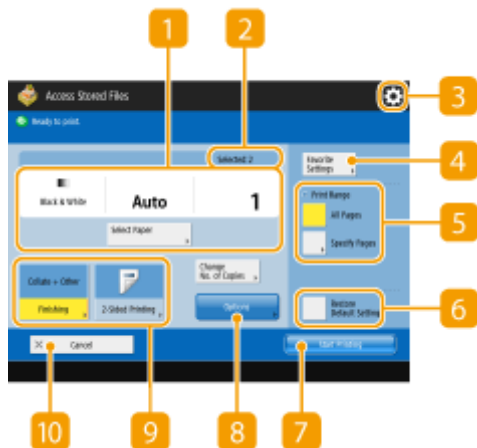 1
2
Access Stored Files
3
Ready to print.
Selected: 2
Favorite
Settings
4
Black & White
Auto
1
Print Range
All Pages
5
Select Paper
Specify Pages
Collate + Other
Change
No. of Copies
Finishing
2-Sided Printing
Options
Restore
Default Setting
6
Cancel
Start Printing
10
9
8
7